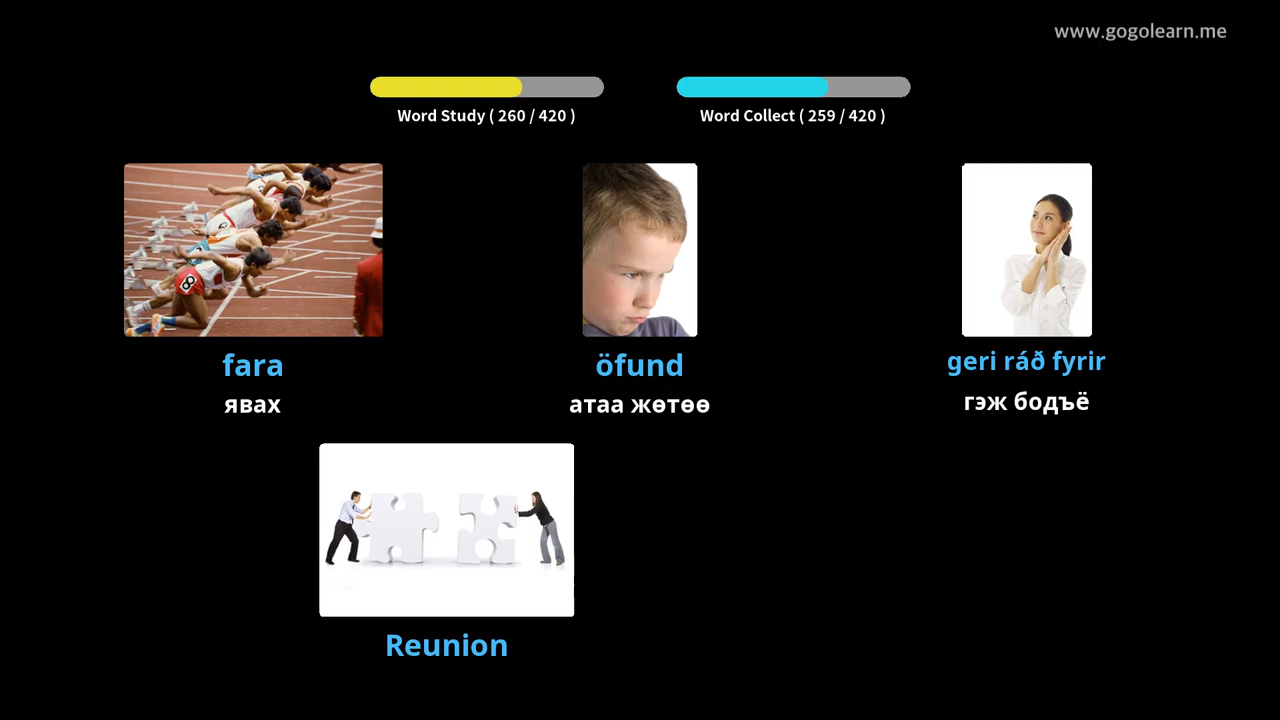 www.gogolearn.me
Word Study ( 260 / 420 )
Word Collect ( 259 / 420 )
8
fara
öfund
geri ráð fyrir
явах
атаа жөтөө
гэж бодъё
Reunion